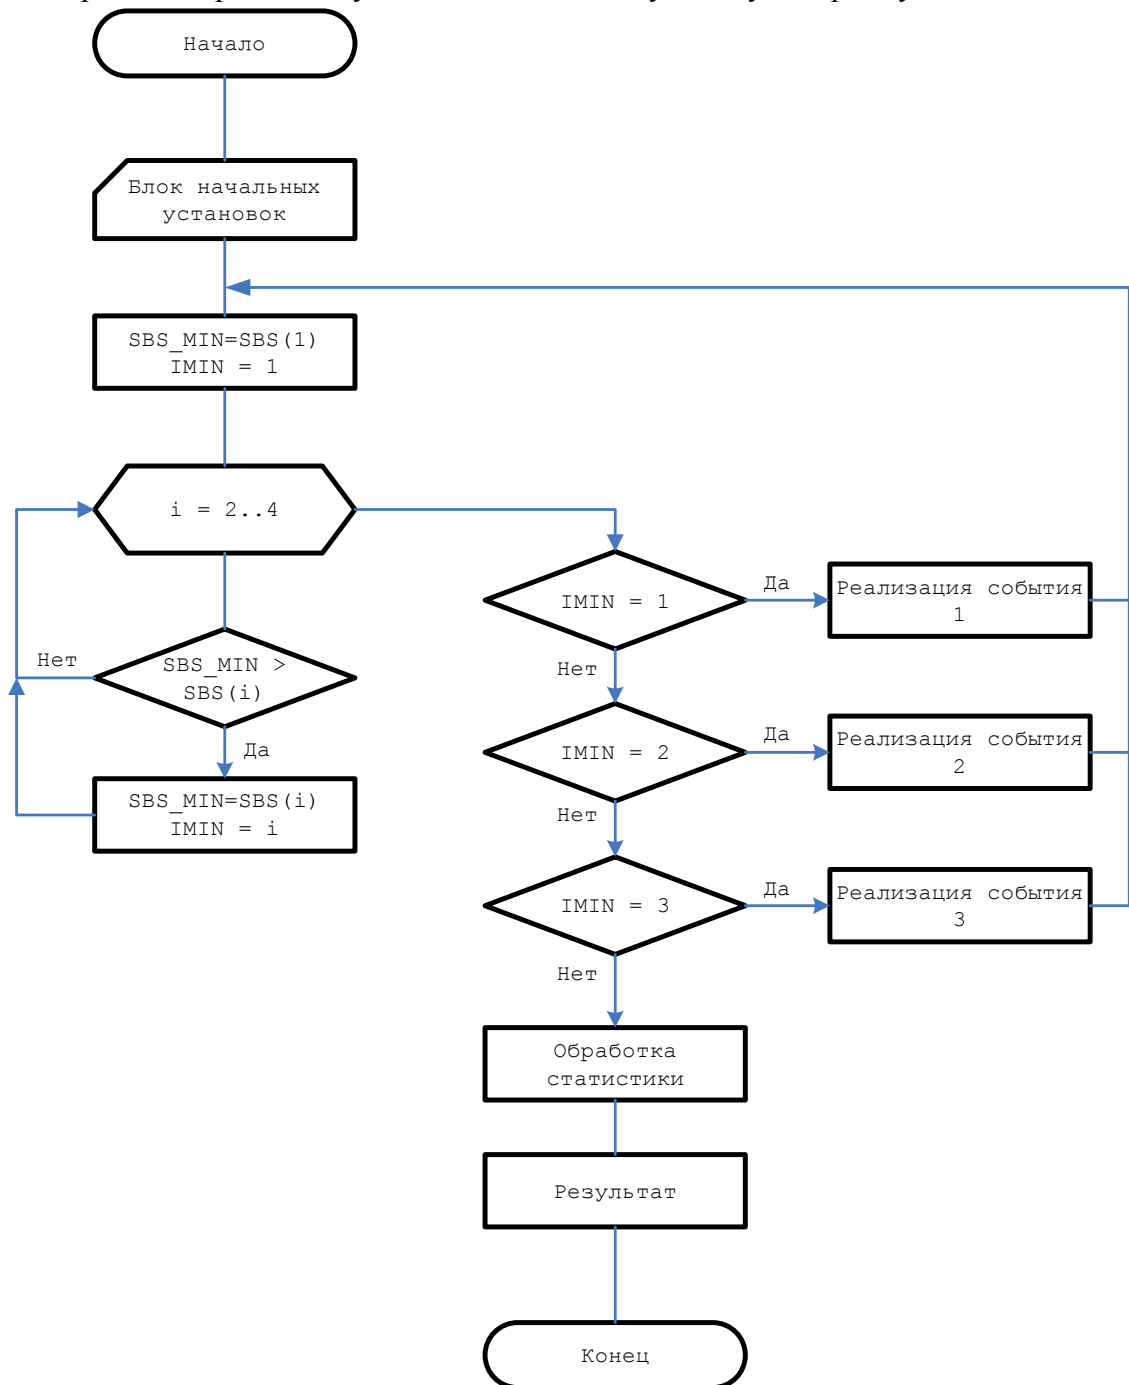 Начало
Блок начальных
установок
SBS_MIN=SBS(1)
IMIN = 1
i = 2..4
SBS_MIN >
SBS(i)
Нет
Да
SBS_MIN=SBS(i)
IMIN = i
IMIN = 1
Да
Реализация события
1
Нет
IMIN = 2
Да
Реализация события
2
Нет
IMIN = 3
Да
Реализация события
3
Нет
Обработка
статистики
Результат
Конец